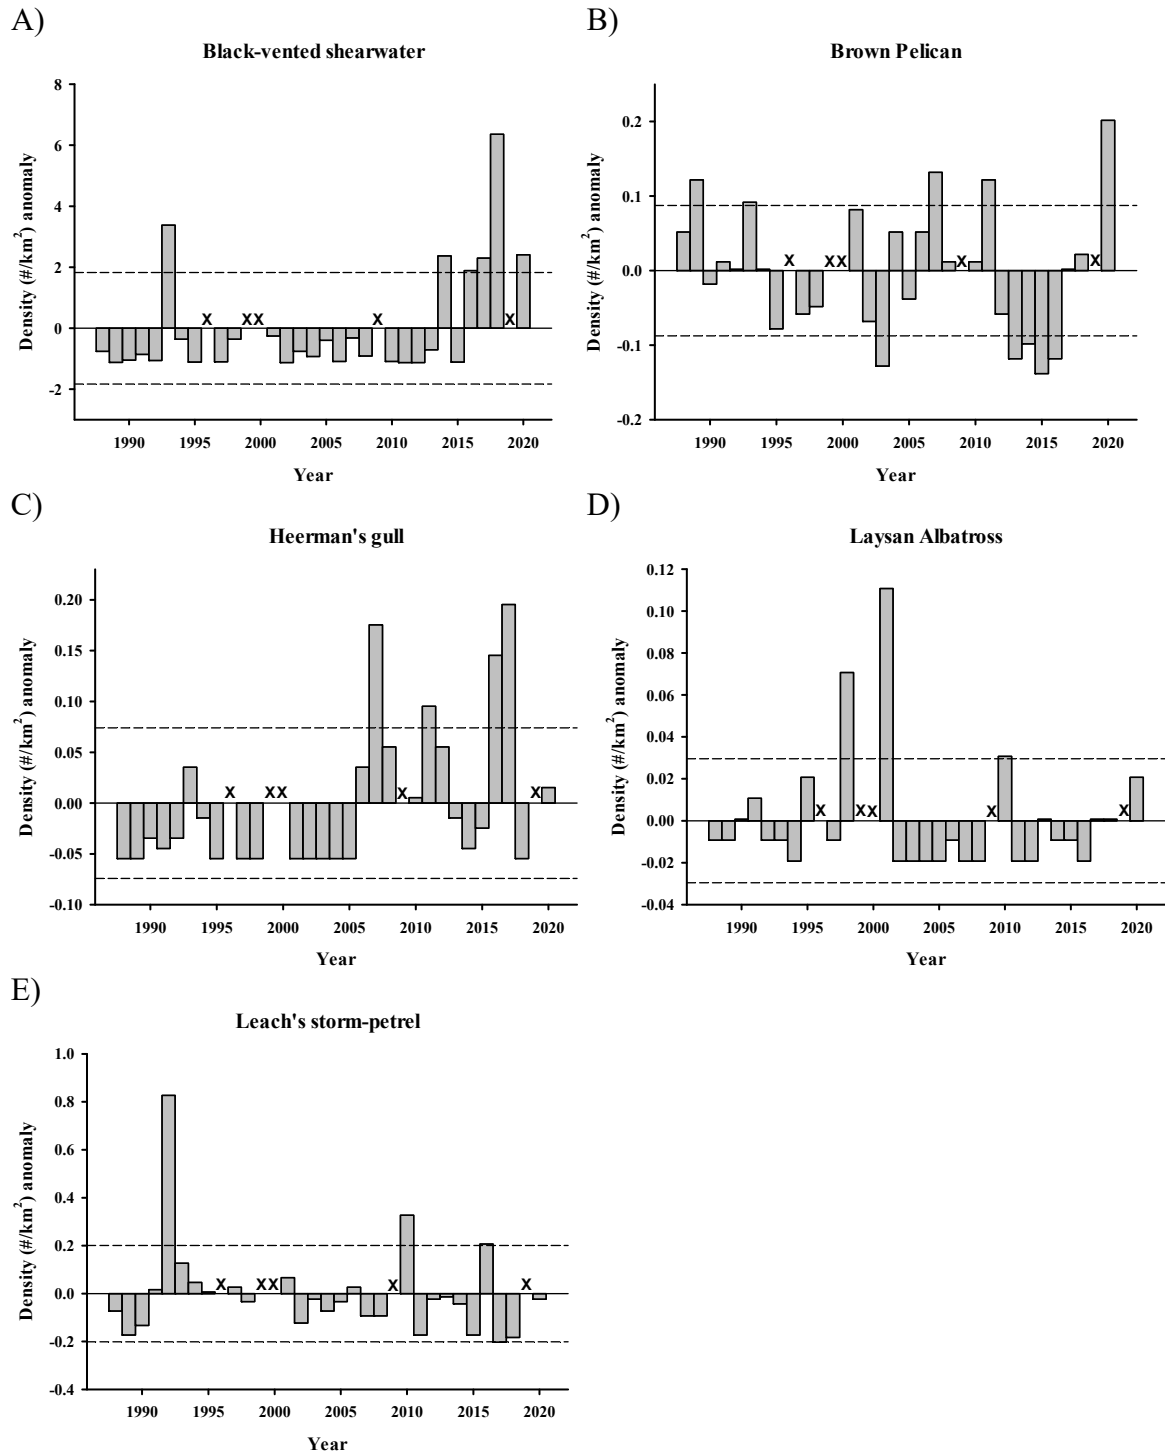 A)
Black-vented shearwater
Density (#/km2) anomaly
8
6
4
2
0
-2
X
X X
X
X
1990 1995 2000 2005 2010 2015 2020
Year
B)
Brown Pelican
Density (#/km2) anomaly
0.2
0.1
0.0
-0.1
-0.2
X
X X
X
X
1990 1995 2000 2005 2010 2015 2020
Year
C)
Heerman's gull
Density (#/km2) anomaly
0.20
0.15
0.10
0.05
0.00
-0.05
-0.10
X
X X
X
X
1990 1995 2000 2005 2010 2015 2020
Year
D)
Laysan Albatross
Density (#/km2) anomaly
0.12
0.10
0.08
0.06
0.04
0.02
0.00
-0.02
-0.04
X
X X
X
X
1990 1995 2000 2005 2010 2015 2020
Year
E)
Leach's storm-petrel
Density (#/km2) anomaly
1.0
0.8
0.6
0.4
0.2
0.0
-0.2
-0.4
X
X X
X
X
1990 1995 2000 2005 2010 2015 2020
Year